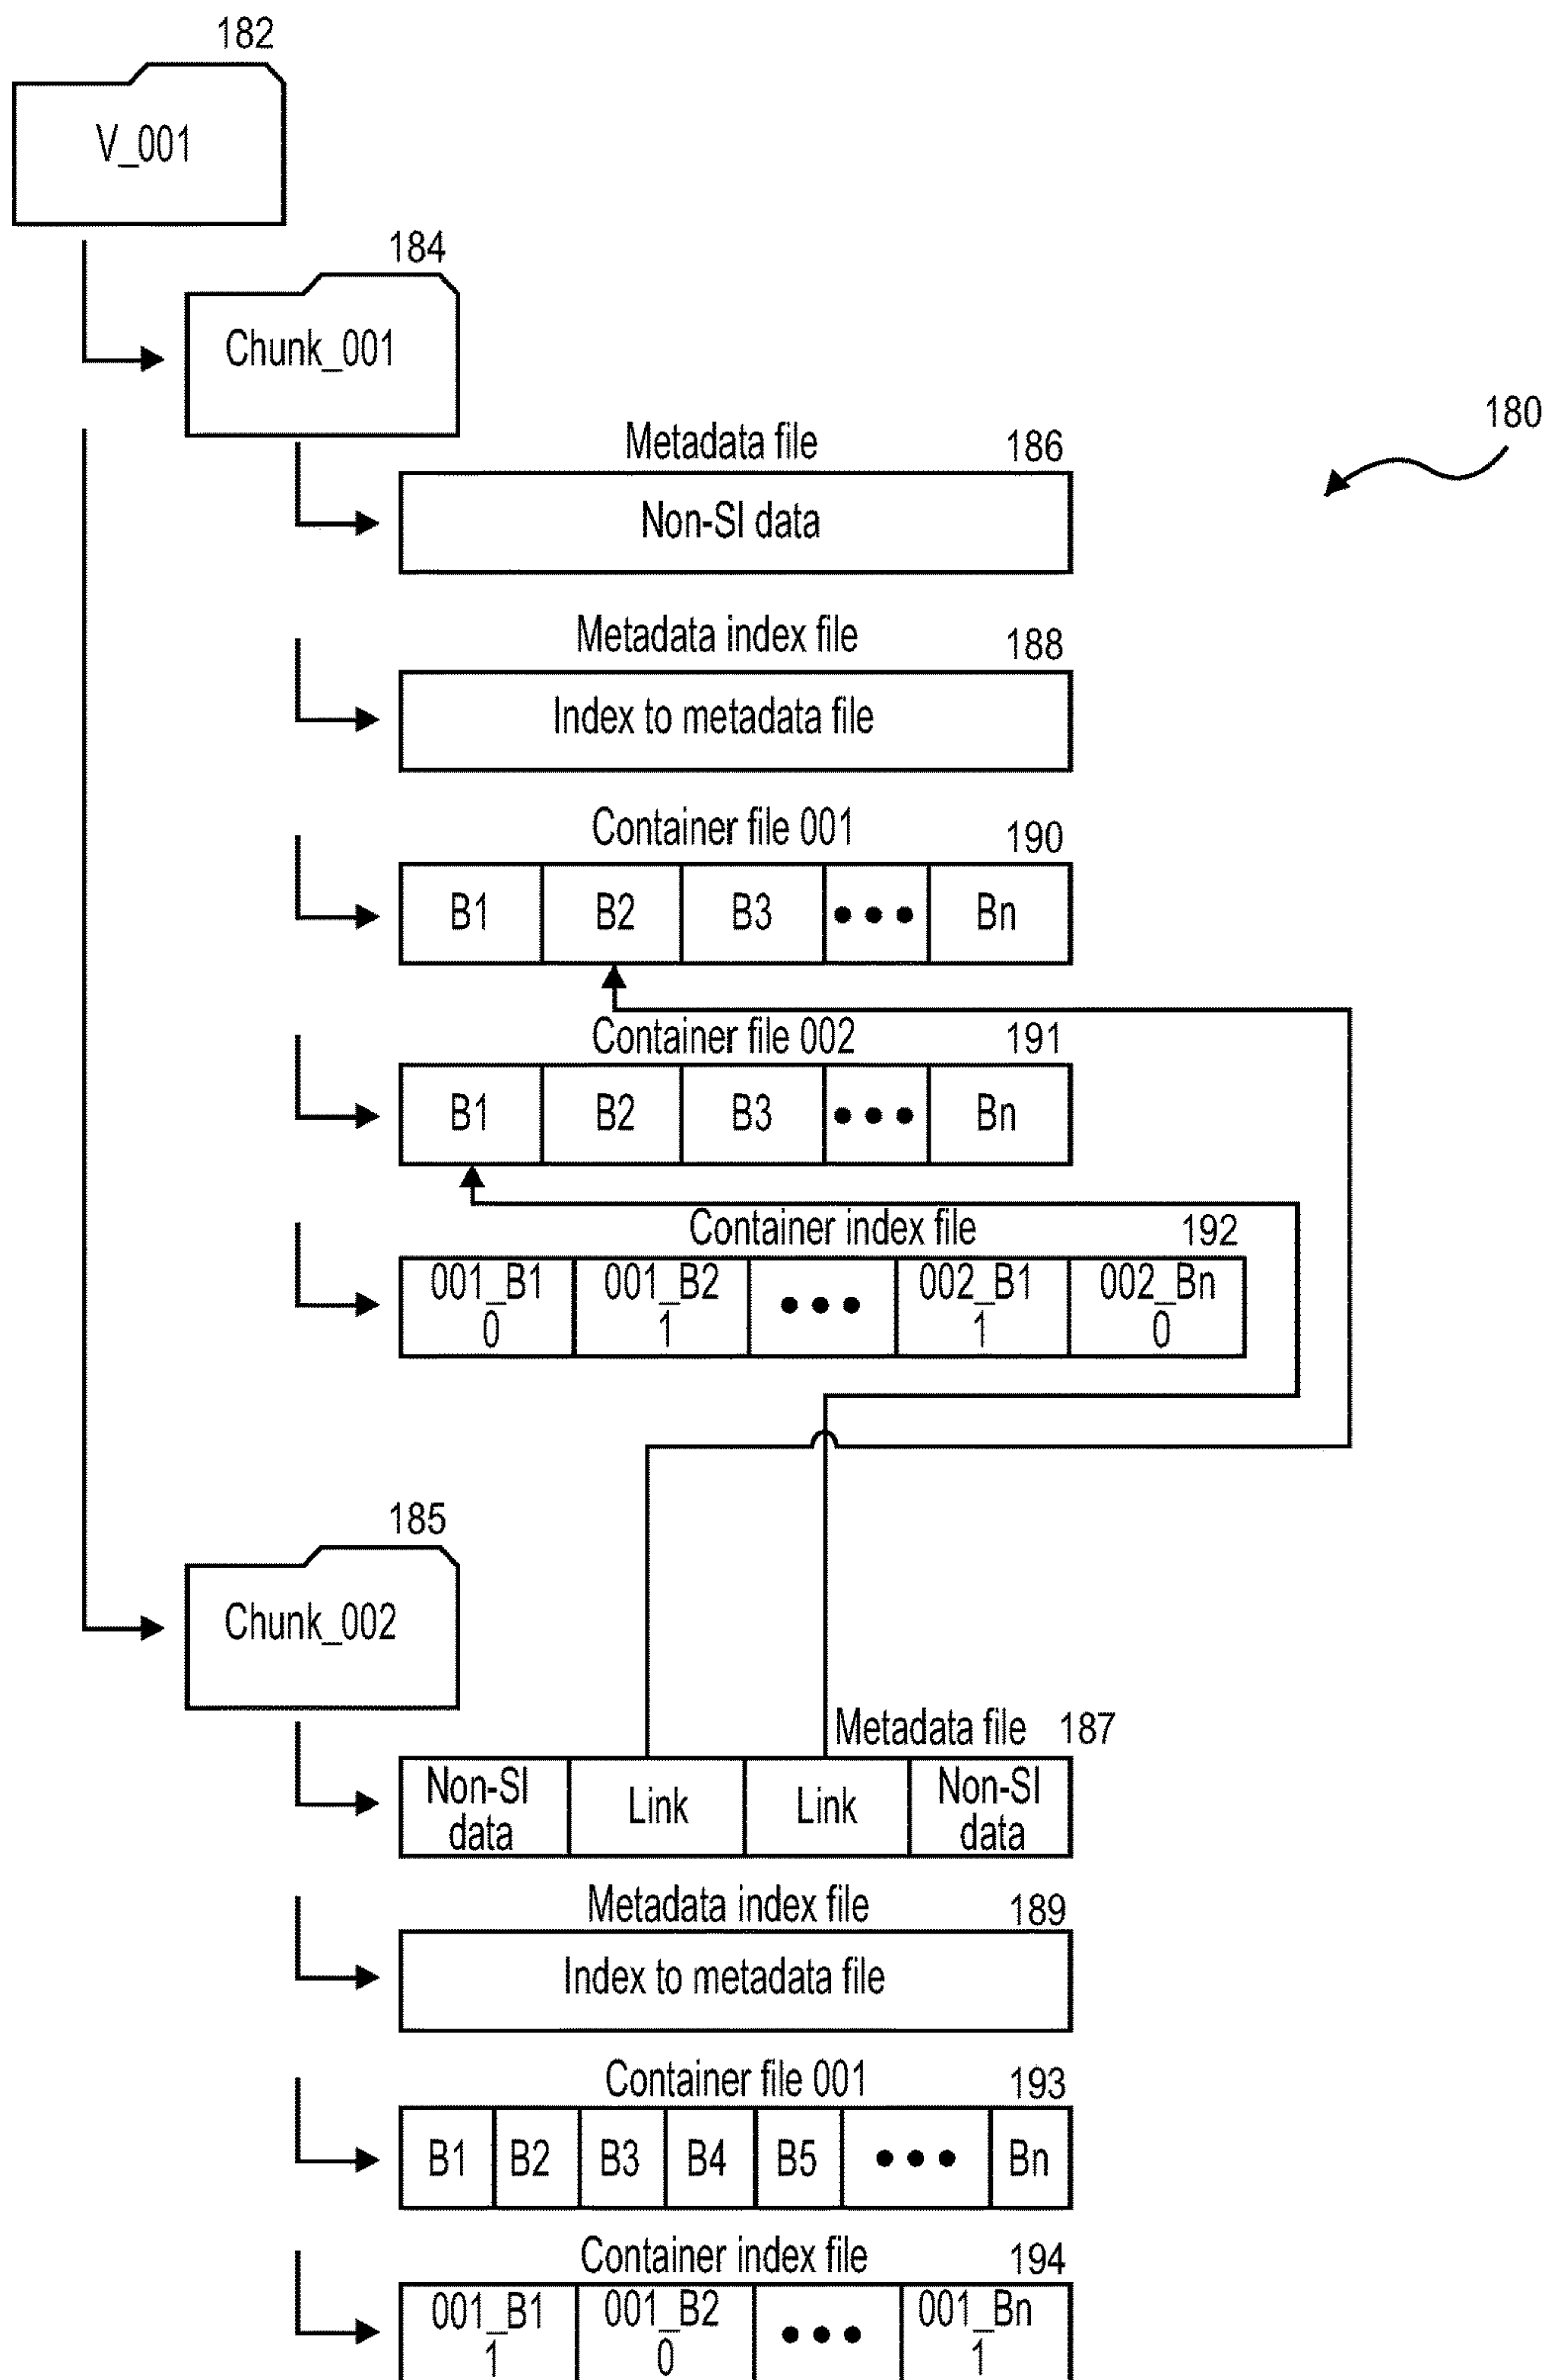 182
V_001
184
Chunk_001
180
Metadata file 186
Non-SI data
Metadata index file 188
Index to metadata file
Container file 001 190
B1 B2 B3 ••• Bn
Container file 002 191
B1 B2 B3 ••• Bn
Container index file 192
001_B1 001_B2 ••• 002_B1 002_Bn
0 1 1 0
185
Chunk_002
Metadata file 187
Non-SI data Link Link Non-SI data
Metadata index file 189
Index to metadata file
Container file 001 193
B1 B2 B3 B4 B5 ••• Bn
Container index file 194
001_B1 001_B2 ••• 001_Bn
1 0 1